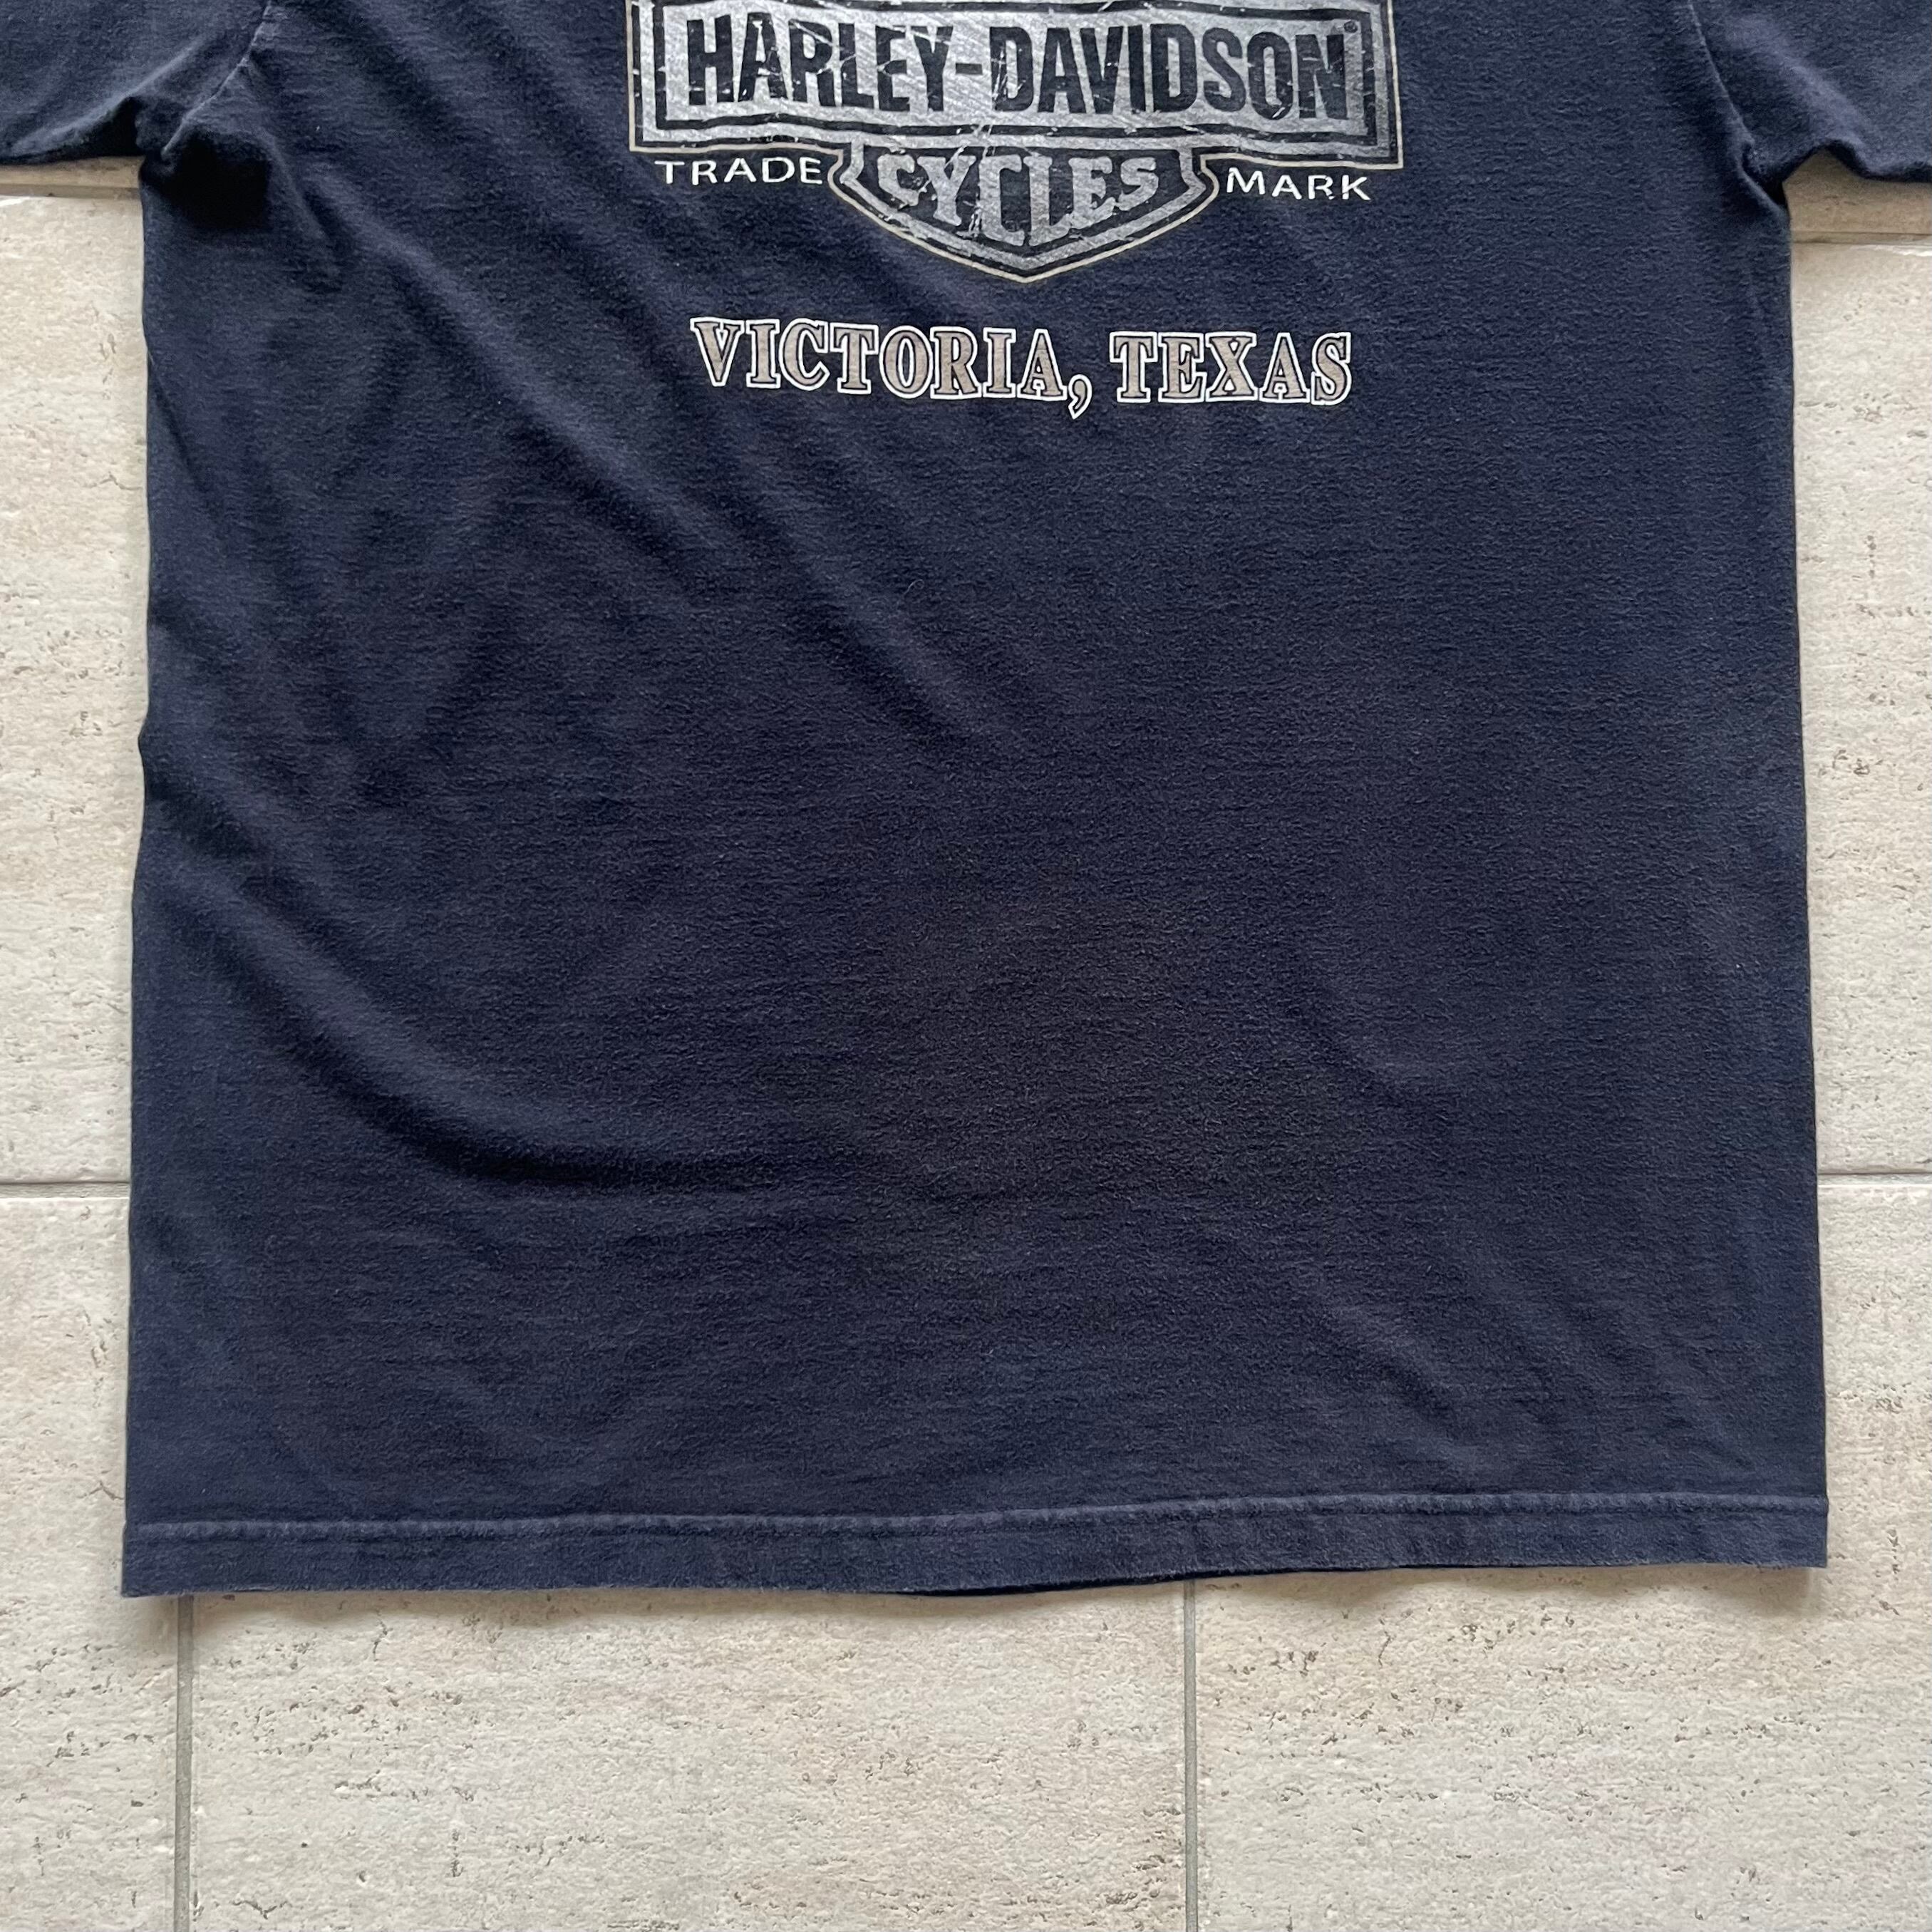 HARLEY-DAVIDSON®
TRADE CYCLES MARK
VICTORIA, TEXAS